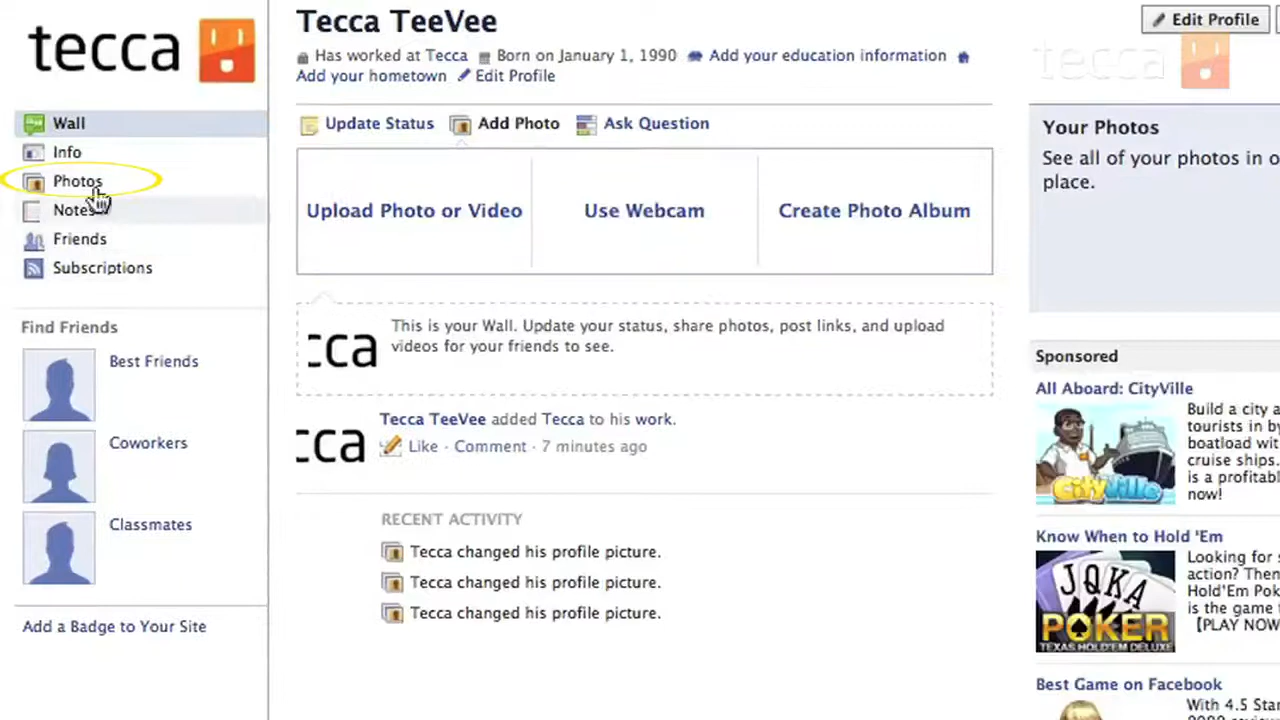 tecca
Wall
Info
Photos
Notes
Friends
Subscriptions
Find Friends
Best Friends
Coworkers
Classmates
Add a Badge to Your Site
Tecca TeeVee
Has worked at Tecca Born on January 1, 1990 Add your education information
Add your hometown Edit Profile
Update Status Add Photo Ask Question
Upload Photo or Video Use Webcam Create Photo Album
cca
This is your Wall. Update your status, share photos, post links, and upload
videos for your friends to see.
cca
Tecca TeeVee added Tecca to his work.
Like · Comment · 7 minutes ago
RECENT ACTIVITY
Tecca changed his profile picture.
Tecca changed his profile picture.
Tecca changed his profile picture.
Edit Profile
tecca
Your Photos
See all of your photos in o
place.
Sponsored
All Aboard: CityVille
CityVille
Build a city a
tourists in by
boatload wit
cruise ships.
is a profitabl
now!
Know When to Hold 'Em
J Q K A
POKER
TEXAS HOLD'EM DELUXE
Looking for s
action? Then
Hold'Em Pok
is the game f
【PLAY NOW
Best Game on Facebook
With 4.5 Star